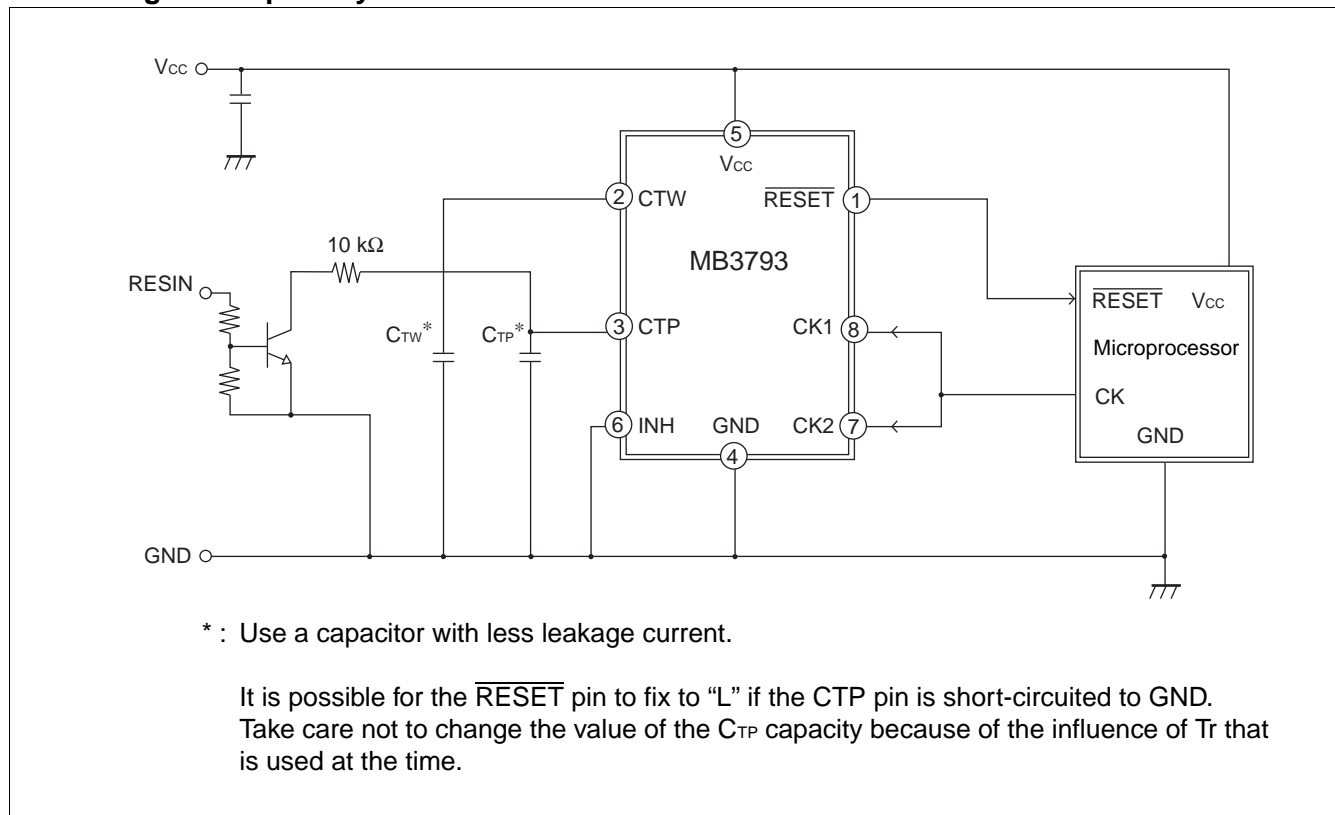 Vcc
5
Vcc
2 CTW
RESET 1
10 kΩ
MB3793
RESIN
RESET Vcc
CTW*
CTP*
3 CTP
CK1 8
Microprocessor
CK
6 INH
GND
CK2 7
GND
4
GND
* : Use a capacitor with less leakage current.
It is possible for the RESET pin to fix to “L” if the CTP pin is short-circuited to GND.
Take care not to change the value of the CTP capacity because of the influence of Tr that
is used at the time.